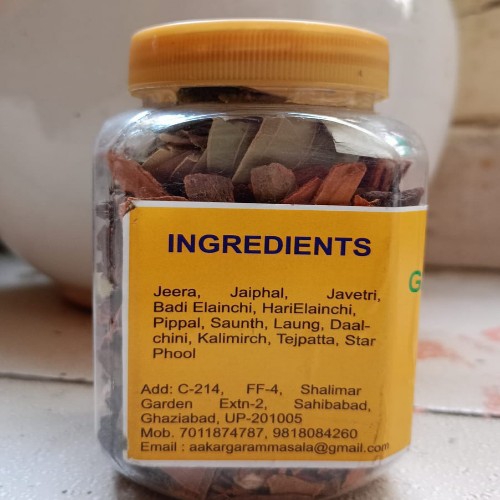 INGREDIENTS
Jeera, Jaiphal, Javetri,
Badi Elainchi, HariElainchi,
Pippal, Saunth, Laung, Daal-
chini, Kalimirch, Tejpatta, Star
Phool
Add: C-214, FF-4, Shalimar
Garden Extn-2, Sahibabad,
Ghaziabad, UP-201005
Mob. 7011874787, 9818084260
Email : aakargarammasala@gmail.com
G